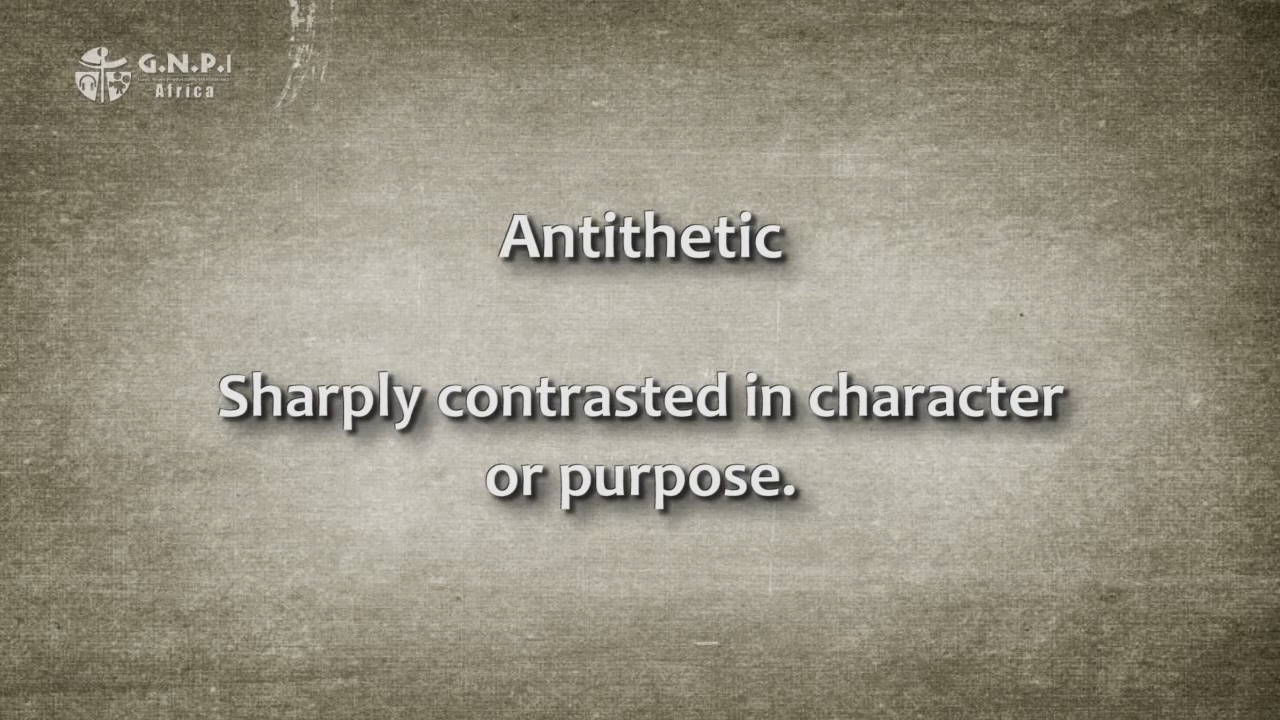 G.N.P.I
Africa
Antithetic
Sharply contrasted in character
or purpose.